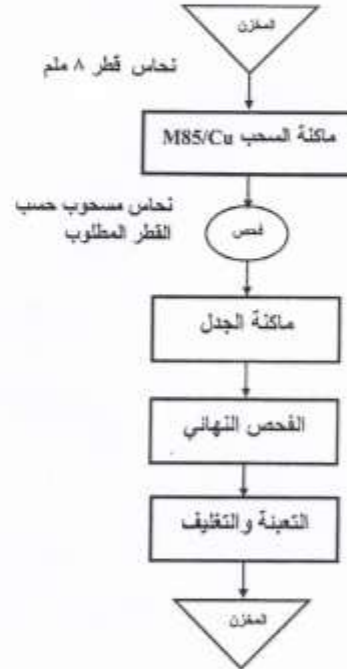 المخزن
نحاس قطر ٨ ملم
ماكنة السحب M85/Cu
نحاس مسحوب حسب
القطر المطلوب
فحص
ماكنة الجدل
الفحص النهائي
التعبئة والتغليف
المخزن